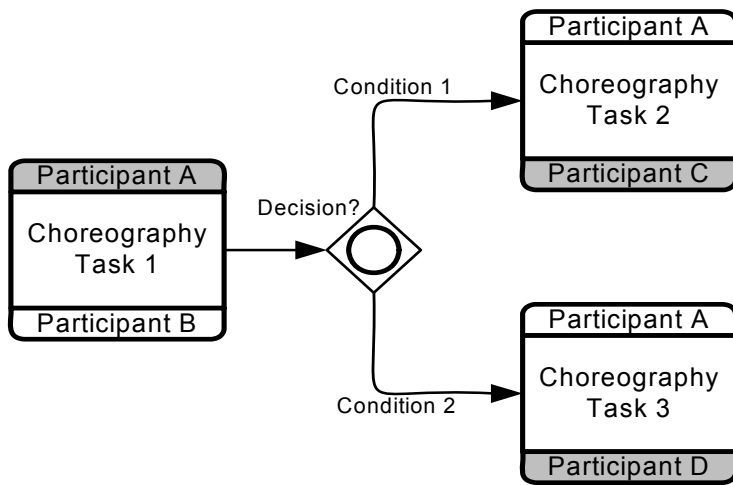 Participant A
Choreography
Task 1
Participant B
Decision?
Condition 1
Participant A
Choreography
Task 2
Participant C
Condition 2
Participant A
Choreography
Task 3
Participant D